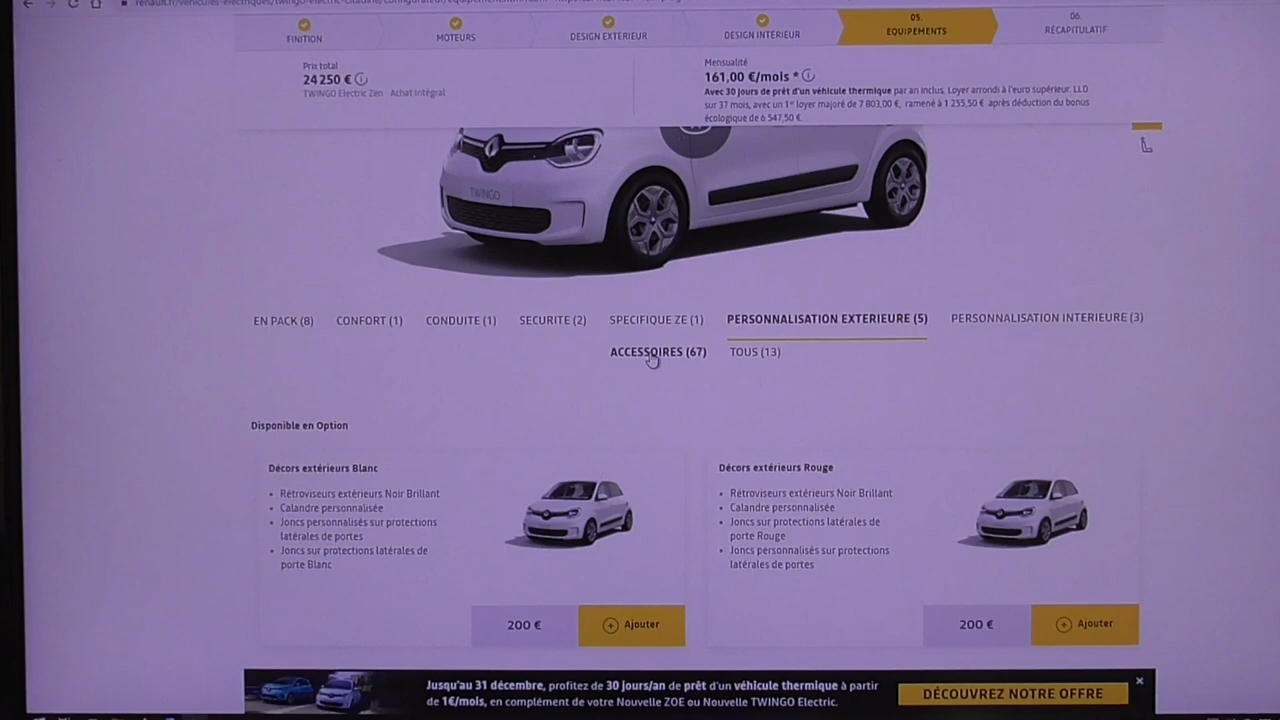 FINITION
MOTEURS
DESIGN EXTERIEUR
DESIGN INTÉRIEUR
05.
EQUIPEMENTS
06.
RÉCAPITULATIF
Prix total
24 250 €
TWINGO Electric Zen - Achat Intégral
Mensualité
161,00 €/mois *
Avec 30 jours de prêt d'un véhicule thermique par an inclus. Loyer arrondi à l'euro supérieur. LLD
sur 37 mois, avec un 1er loyer majoré de 7 803,00 €, ramené à 1 255,50 € après déduction du bonus
écologique de 6 547,50 €.
TWINGO
EN PACK (8)
CONFORT (1)
CONDUITE (1)
SECURITE (2)
SPECIFIQUE ZE (1)
PERSONNALISATION EXTERIEURE (5)
PERSONNALISATION INTERIEURE (3)
ACCESSOIRES (67)
TOUS (13)
Disponible en Option
Décors extérieurs Blanc
• Rétroviseurs extérieurs Noir Brillant
• Calandre personnalisée
• Joncs personnalisés sur protections
latérales de portes
• Joncs sur protections latérales de
porte Blanc
200 €
Ajouter
Décors extérieurs Rouge
• Rétroviseurs extérieurs Noir Brillant
• Calandre personnalisée
• Joncs sur protections latérales de
porte Rouge
• Joncs personnalisés sur protections
latérales de portes
200 €
Ajouter
Jusqu'au 31 décembre, profitez de 30 jours/an de prêt d'un véhicule thermique à partir
de 1€/mois, en complément de votre Nouvelle ZOE ou Nouvelle TWINGO Electric.
DÉCOUVREZ NOTRE OFFRE